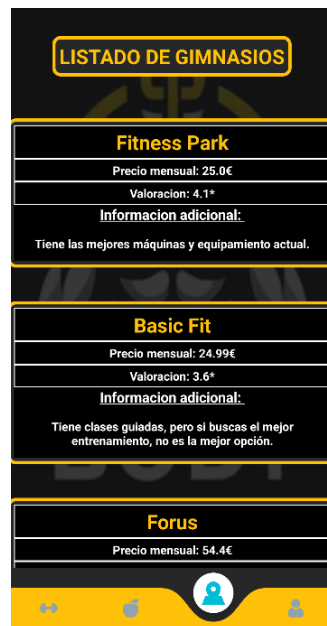 LISTADO DE GIMNASIOS
Fitness Park
Precio mensual: 25.0€
Valoracion: 4.1*
Informacion adicional:
Tiene las mejores máquinas y equipamiento actual.
Basic Fit
Precio mensual: 24.99€
Valoracion: 3.6*
Informacion adicional:
Tiene clases guiadas, pero si buscas el mejor
entrenamiento, no es la mejor opción.
Forus
Precio mensual: 54.4€